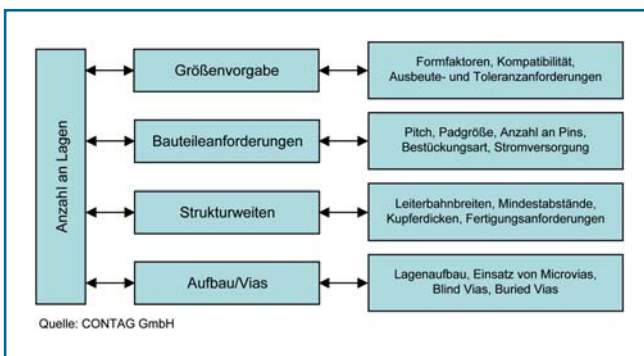 Anzahl an Lagen
Größenvorgabe
Formfaktoren, Kompatibilität,
Ausbeute- und Toleranzanforderungen
Bauteileanforderungen
Pitch, Padgröße, Anzahl an Pins,
Bestückungsart, Stromversorgung
Strukturweiten
Leiterbahnbreiten, Mindestabstände,
Kupferdicken, Fertigungsanforderungen
Aufbau/Vias
Lagenaufbau, Einsatz von Microvias,
Blind Vias, Buried Vias
Quelle: CONTAG GmbH